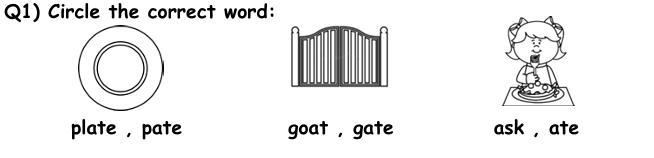 Q1) Circle the correct word:
plate , pate goat , gate ask , ate